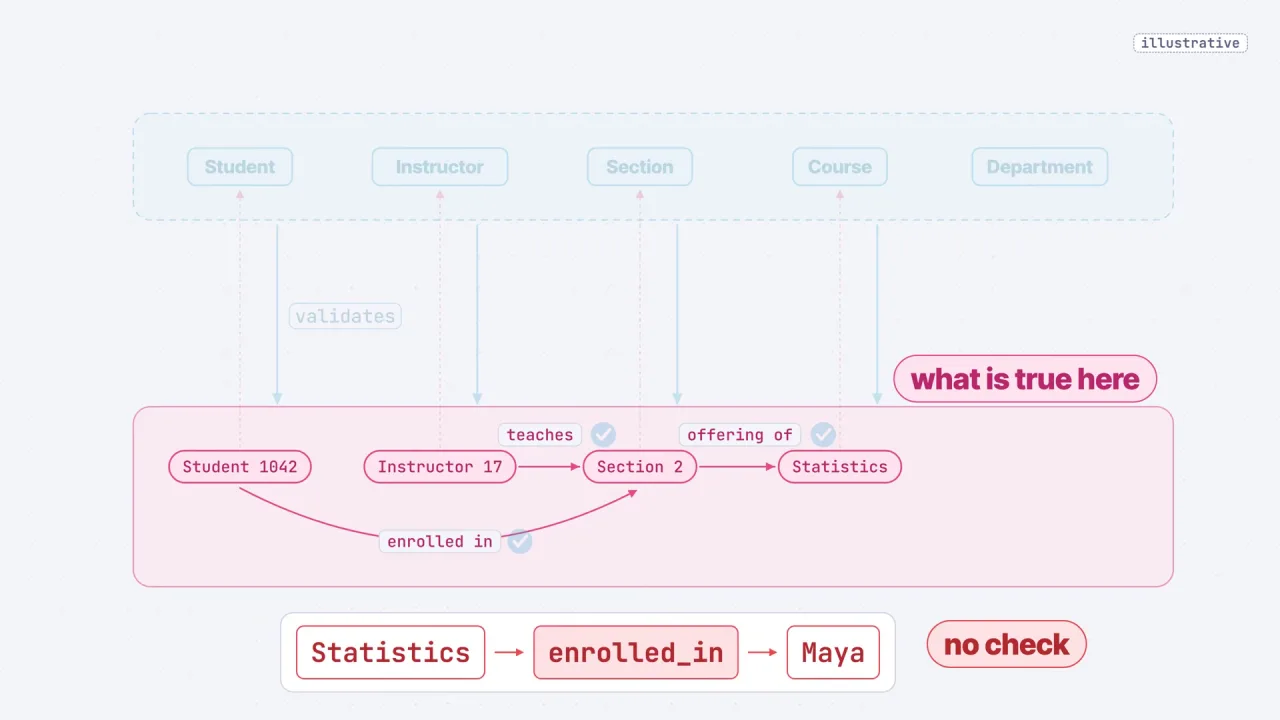 illustrative
Student
Instructor
Section
Course
Department
validates
what is true here
teaches
offering of
Student 1042
Instructor 17
Section 2
Statistics
enrolled in
Statistics
enrolled_in
Maya
no check